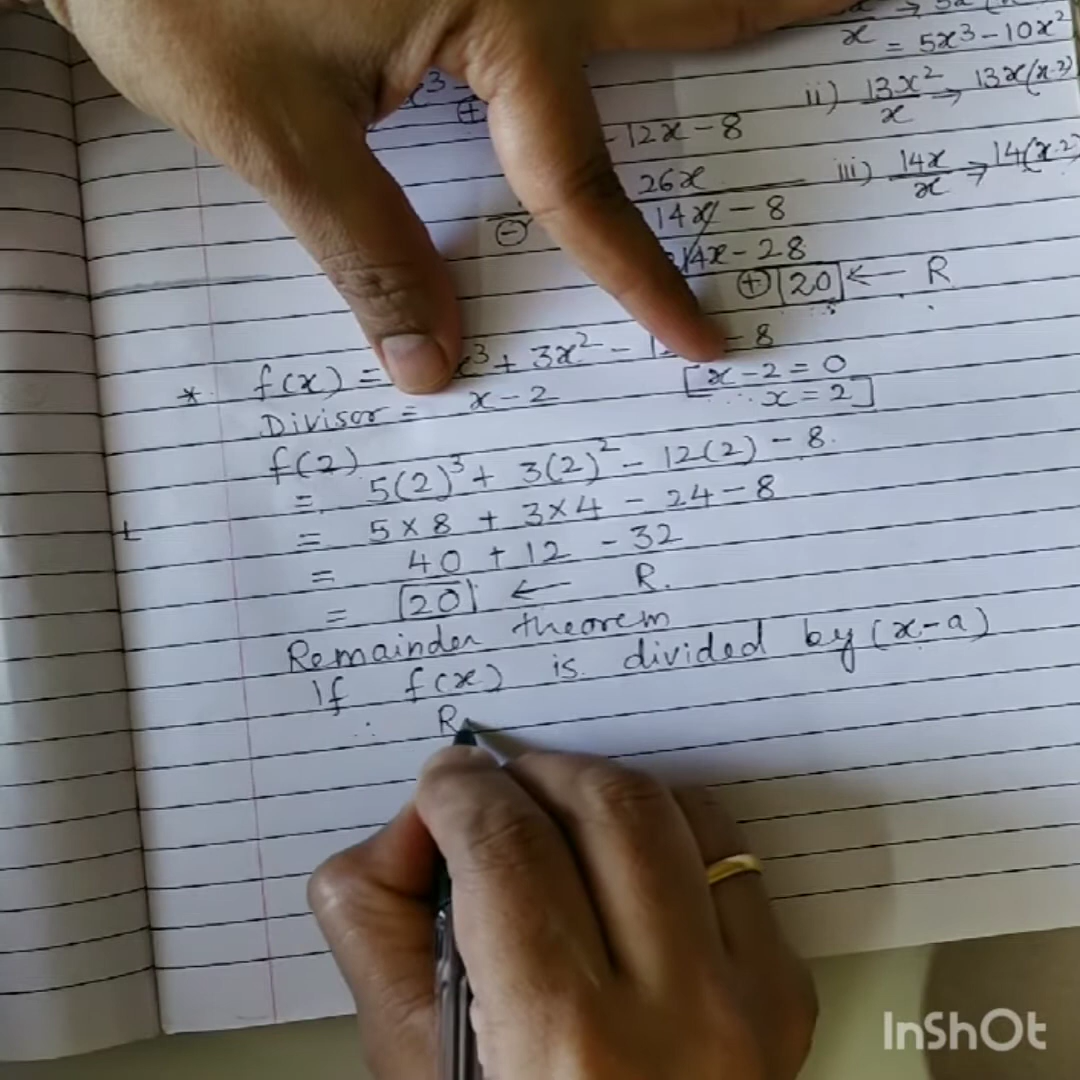 = 5x³ - 10x²
ii) 13x²/x → 13x(x-2)
- 12x - 8
26x
iii) 14x/x → 14(x-2)
⊖ 14x - 8
14x - 28
⊕ 20 ← R
* f(x) = x³ + 3x² - - 8
Divisor = x - 2 [x - 2 = 0
∴ x = 2]
f(2)
= 5(2)³ + 3(2)² - 12(2) - 8.
= 5 × 8 + 3 × 4 - 24 - 8
= 40 + 12 - 32
= 20 ← R.
Remainder theorem
If f(x) is divided by (x-a)
∴ R
InShOt